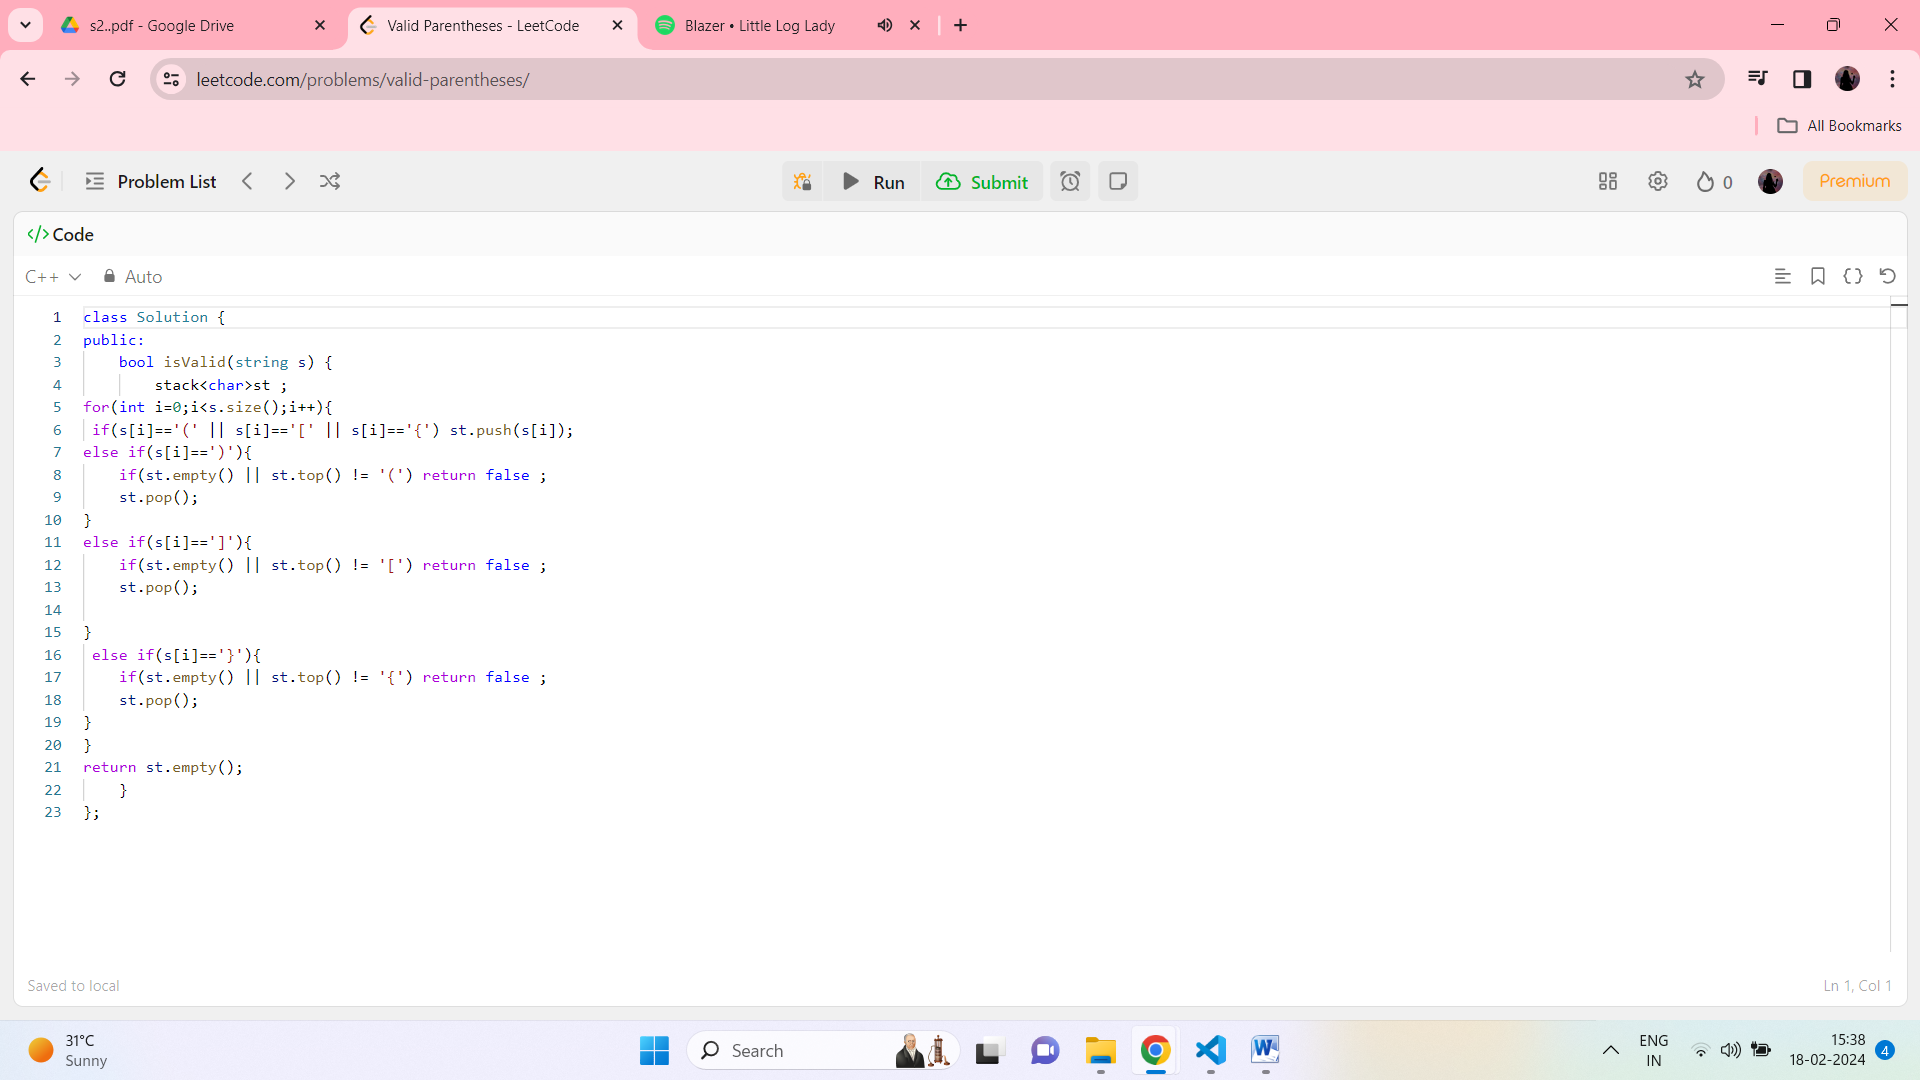 s2..pdf - Google Drive
Valid Parentheses - LeetCode
Blazer • Little Log Lady
leetcode.com/problems/valid-parentheses/
All Bookmarks
Problem List
Run
Submit
0
Premium
</> Code
C++
Auto
1 class Solution {
2 public:
3     bool isValid(string s) {
4         stack<char>st ;
5 for(int i=0;i<s.size();i++){
6  if(s[i]=='(' || s[i]=='[' || s[i]=='{') st.push(s[i]);
7 else if(s[i]==')'){
8     if(st.empty() || st.top() != '(') return false ;
9     st.pop();
10 }
11 else if(s[i]==']'){
12     if(st.empty() || st.top() != '[') return false ;
13     st.pop();
14
15 }
16  else if(s[i]=='}'){
17     if(st.empty() || st.top() != '{') return false ;
18     st.pop();
19 }
20 }
21 return st.empty();
22     }
23 };
Saved to local
Ln 1, Col 1
31°C
Sunny
Search
ENG
IN
15:38
18-02-2024
4